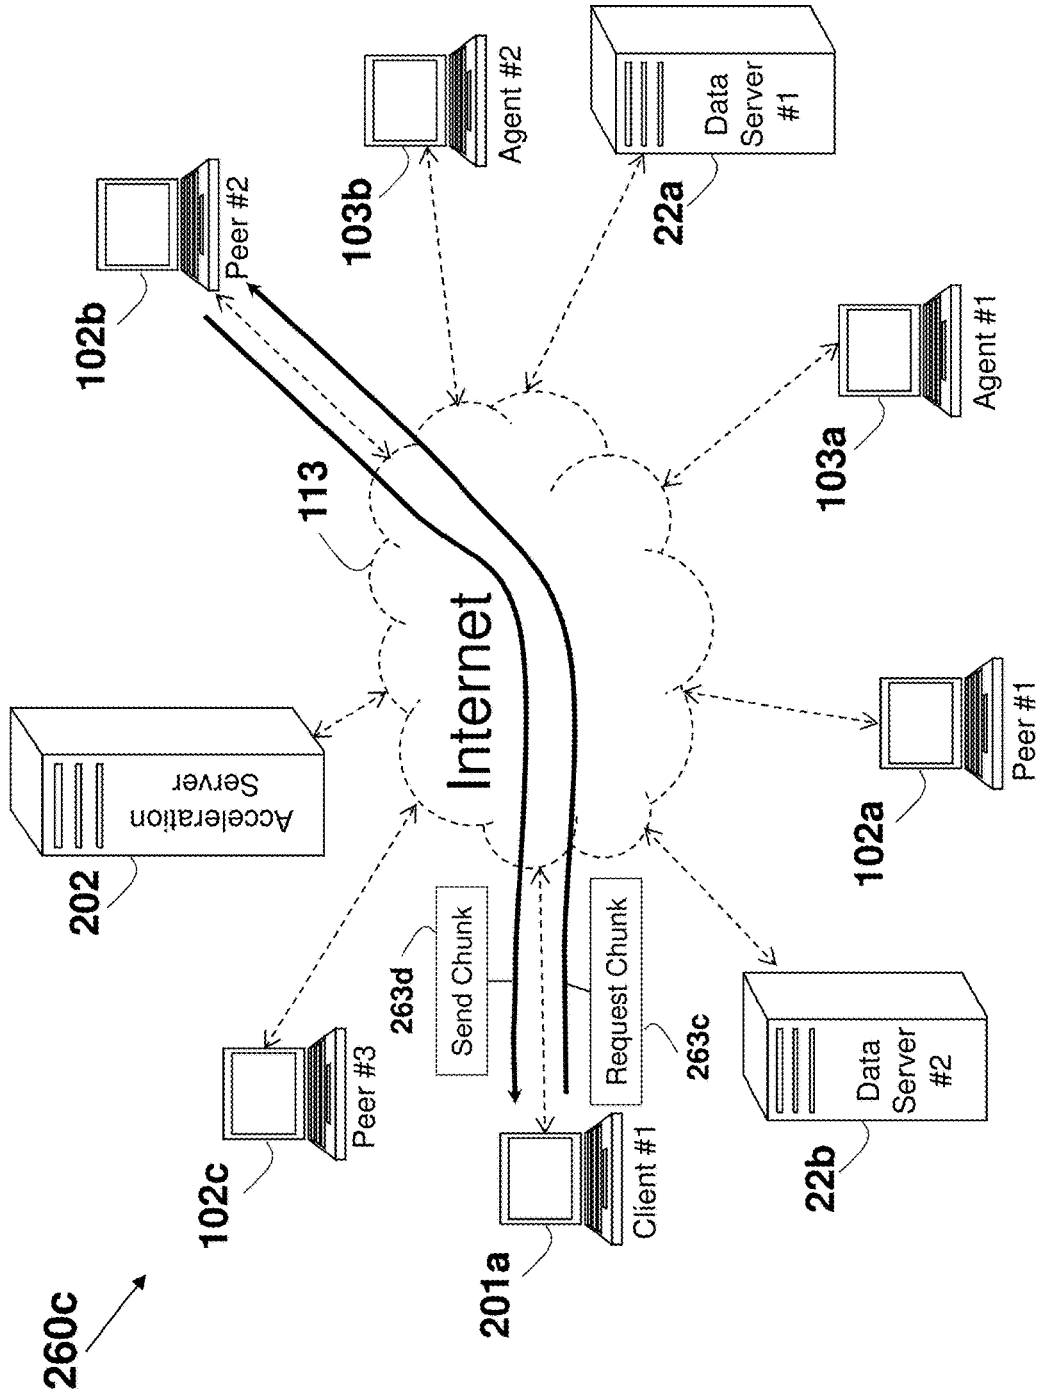 260c
102c
Peer #3
202
Acceleration
Server
113
102b
Peer #2
103b
Agent #2
22a
Data
Server
#1
103a
Agent #1
Internet
102a
Peer #1
22b
Data
Server
#2
263d
Send Chunk
Request Chunk
263c
201a
Client #1